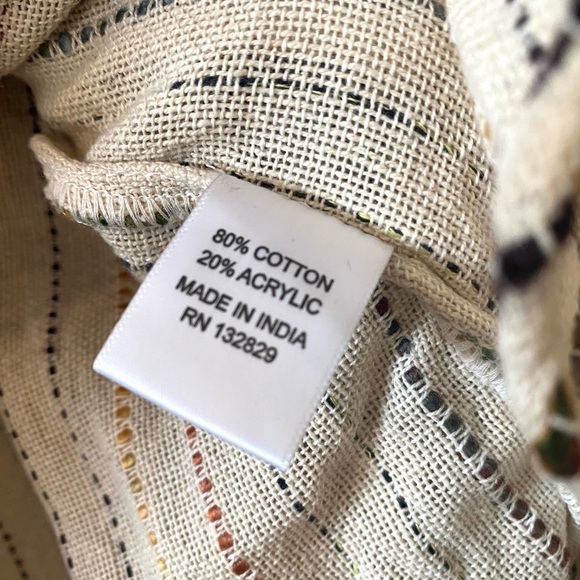 80% COTTON
20% ACRYLIC
MADE IN INDIA
RN 132829